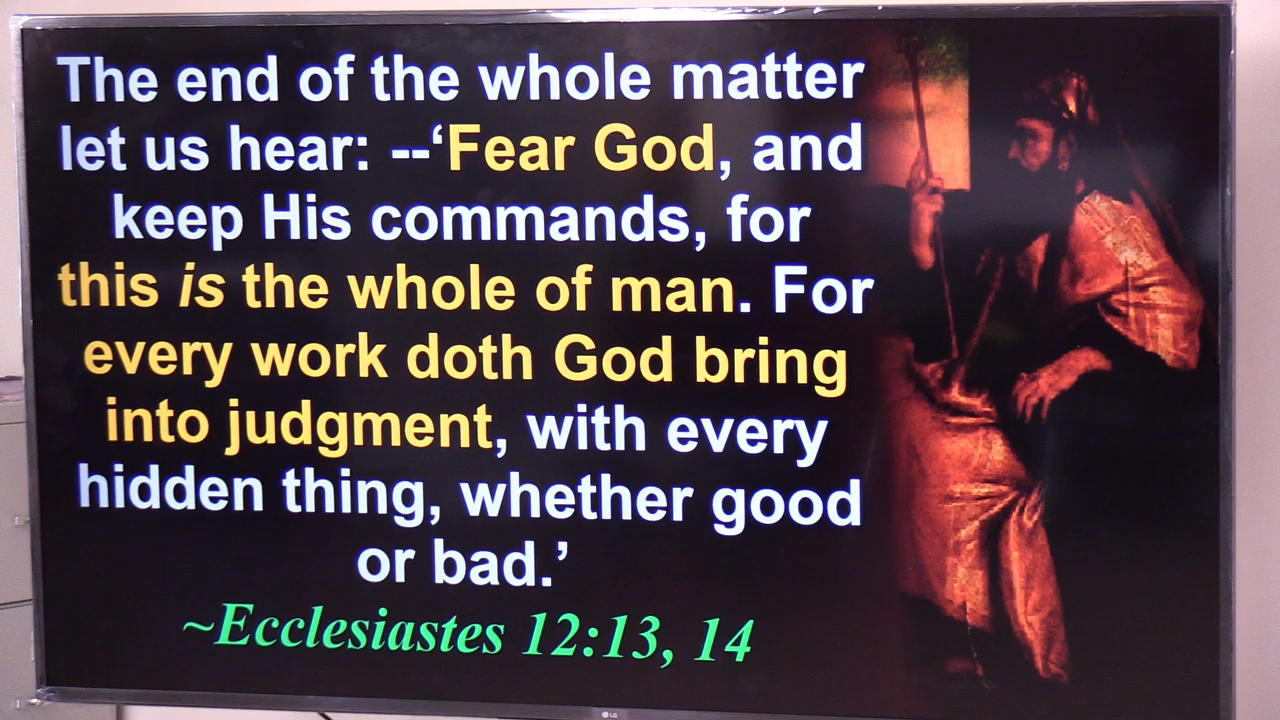 The end of the whole matter
let us hear: --‘Fear God, and
keep His commands, for
this is the whole of man. For
every work doth God bring
into judgment, with every
hidden thing, whether good
or bad.’
~Ecclesiastes 12:13, 14
LG